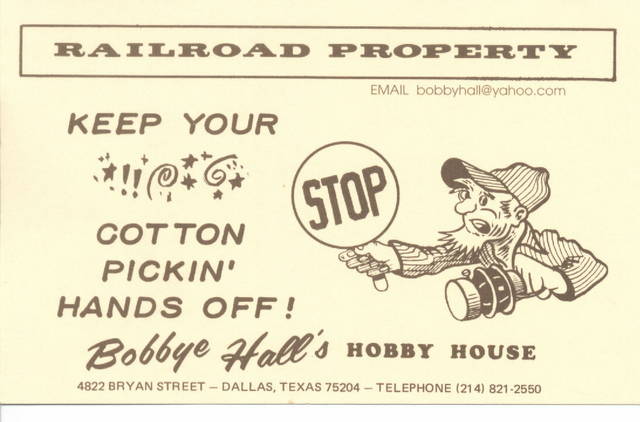 RAILROAD PROPERTY
EMAIL bobbyhall@yahoo.com
KEEP YOUR
*!!@*G*
COTTON
PICKIN'
HANDS OFF!
STOP
Bobbye Hall's HOBBY HOUSE
4822 BRYAN STREET – DALLAS, TEXAS 75204 – TELEPHONE (214) 821-2550